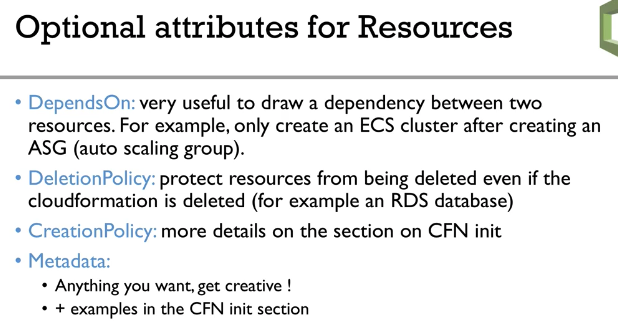 Optional attributes for Resources
• DependsOn: very useful to draw a dependency between two
resources. For example, only create an ECS cluster after creating an
ASG (auto scaling group).
• DeletionPolicy: protect resources from being deleted even if the
cloudformation is deleted (for example an RDS database)
• CreationPolicy: more details on the section on CFN init
• Metadata:
• Anything you want, get creative !
• + examples in the CFN init section